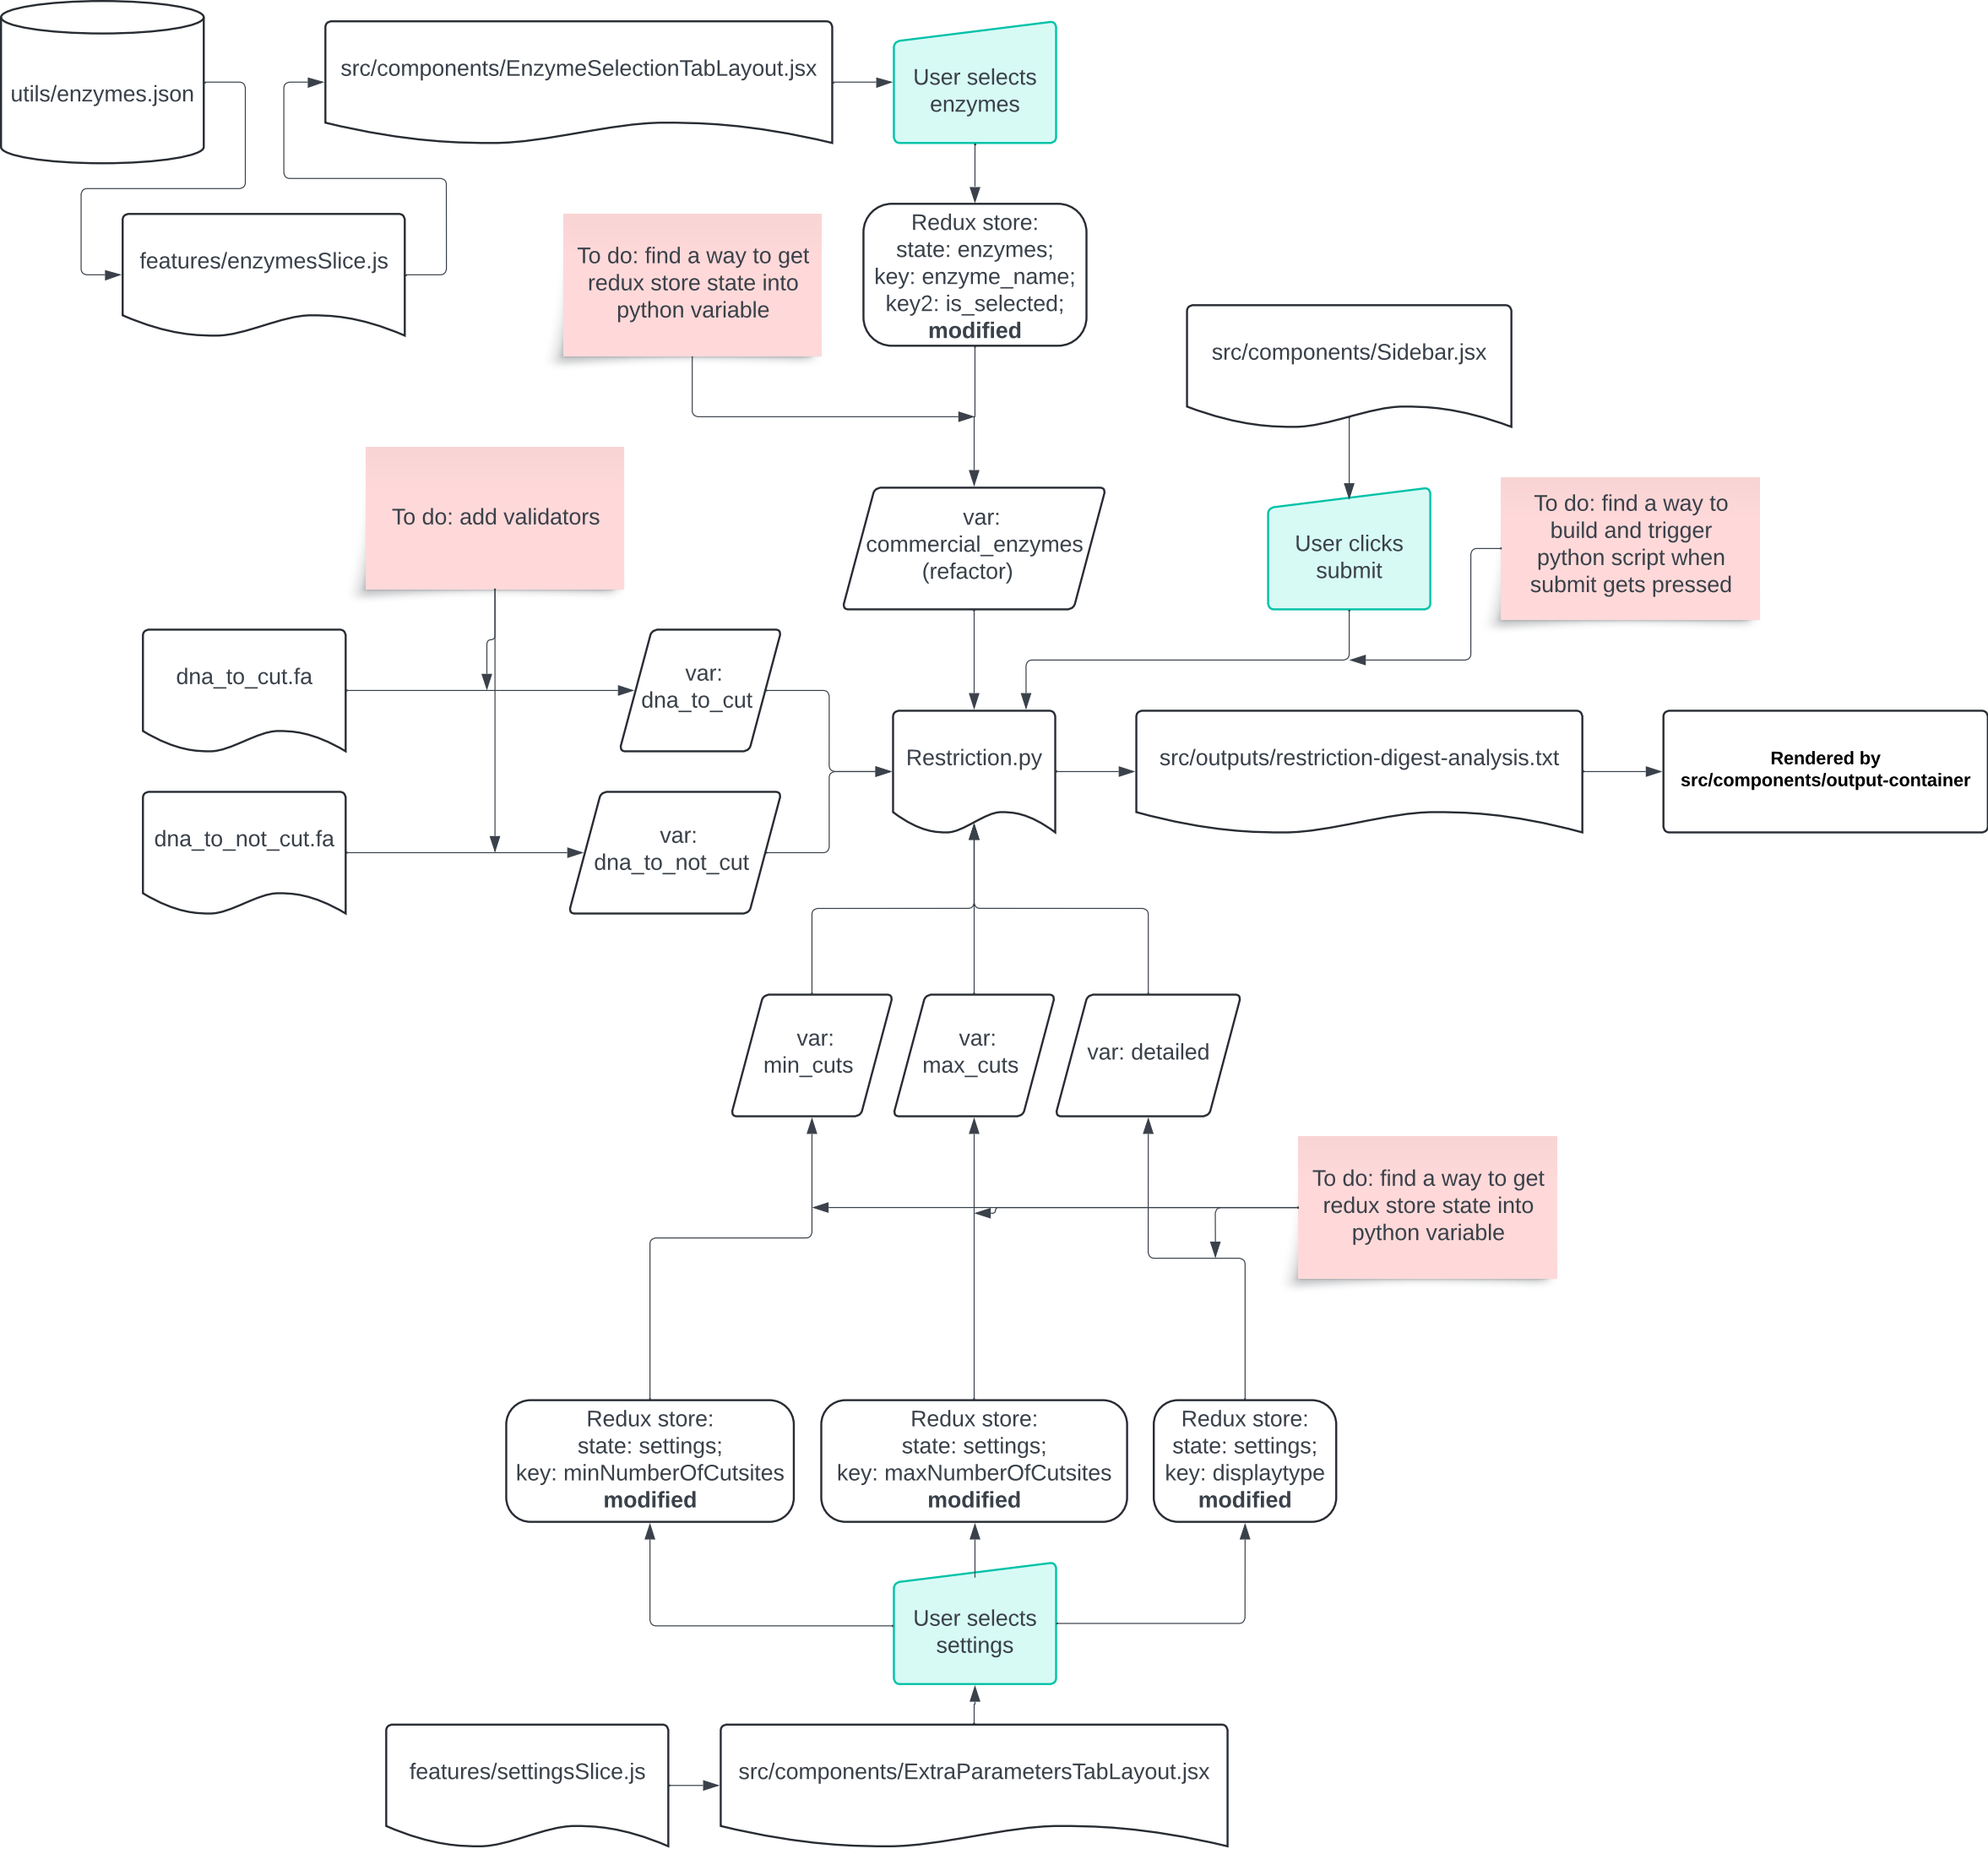 utils/enzymes.json
src/components/EnzymeSelectionTabLayout.jsx
User selects
enzymes
features/enzymesSlice.js
To do: find a way to get
redux store state into
python variable
Redux store:
state: enzymes;
key: enzyme_name;
key2: is_selected;
modified
src/components/Sidebar.jsx
To do: add validators
var:
commercial_enzymes
(refactor)
User clicks
submit
To do: find a way to
build and trigger
python script when
submit gets pressed
dna_to_cut.fa
var:
dna_to_cut
Restriction.py
src/outputs/restriction-digest-analysis.txt
Rendered by
src/components/output-container
dna_to_not_cut.fa
var:
dna_to_not_cut
var:
min_cuts
var:
max_cuts
var: detailed
To do: find a way to get
redux store state into
python variable
Redux store:
state: settings;
key: minNumberOfCutsites
modified
Redux store:
state: settings;
key: maxNumberOfCutsites
modified
Redux store:
state: settings;
key: displaytype
modified
User selects
settings
features/settingsSlice.js
src/components/ExtraParametersTabLayout.jsx